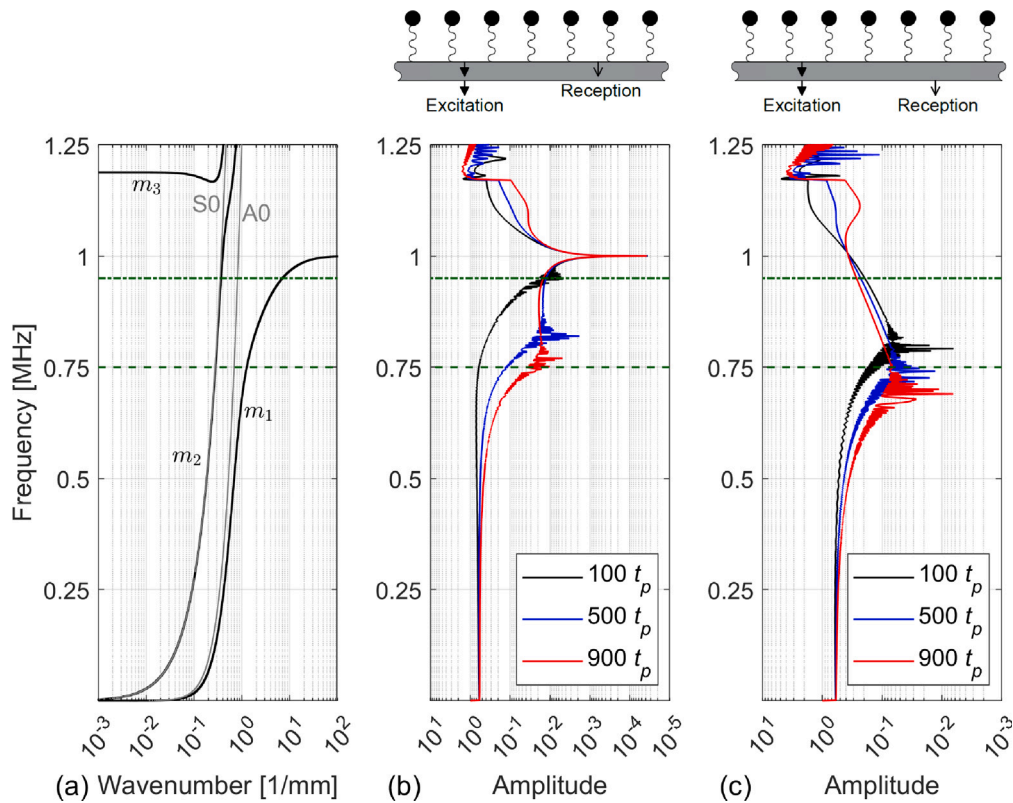 Excitation
Reception
Excitation
Reception
1.25
1
0.75
0.5
0.25
Frequency [MHz]
m3
S0
A0
m1
m2
10-3
10-2
10-1
100
101
102
(a) Wavenumber [1/mm]
1.25
1
0.75
0.5
0.25
100 tp
500 tp
900 tp
101
100
10-1
10-2
10-3
10-4
10-5
(b) Amplitude
1.25
1
0.75
0.5
0.25
100 tp
500 tp
900 tp
101
100
10-1
10-2
10-3
(c) Amplitude